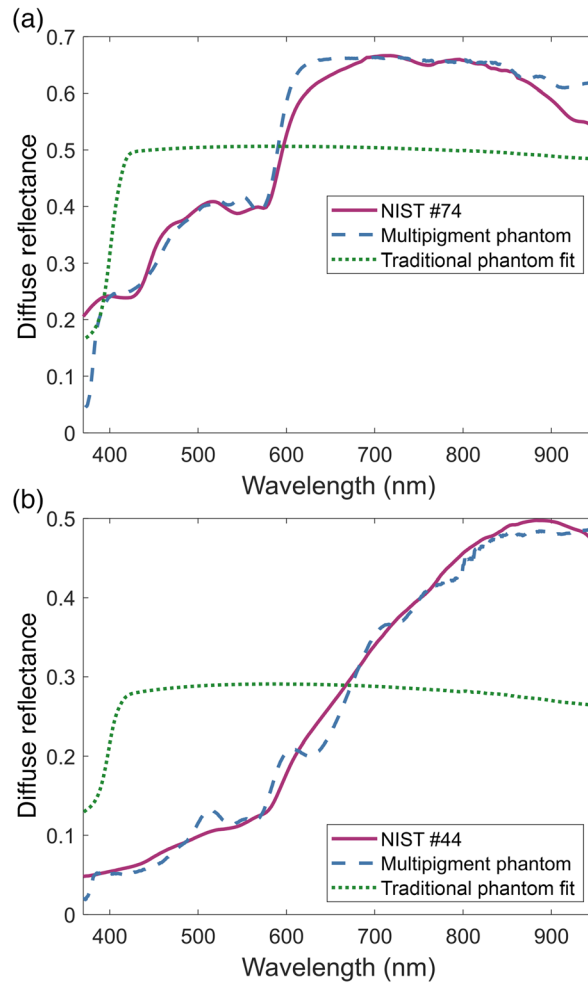 (a)
0.7
0.6
0.5
0.4
0.3
0.2
0.1
0
Diffuse reflectance
NIST #74
Multipigment phantom
Traditional phantom fit
400 500 600 700 800 900
Wavelength (nm)
(b)
0.5
0.4
0.3
0.2
0.1
0
Diffuse reflectance
NIST #44
Multipigment phantom
Traditional phantom fit
400 500 600 700 800 900
Wavelength (nm)